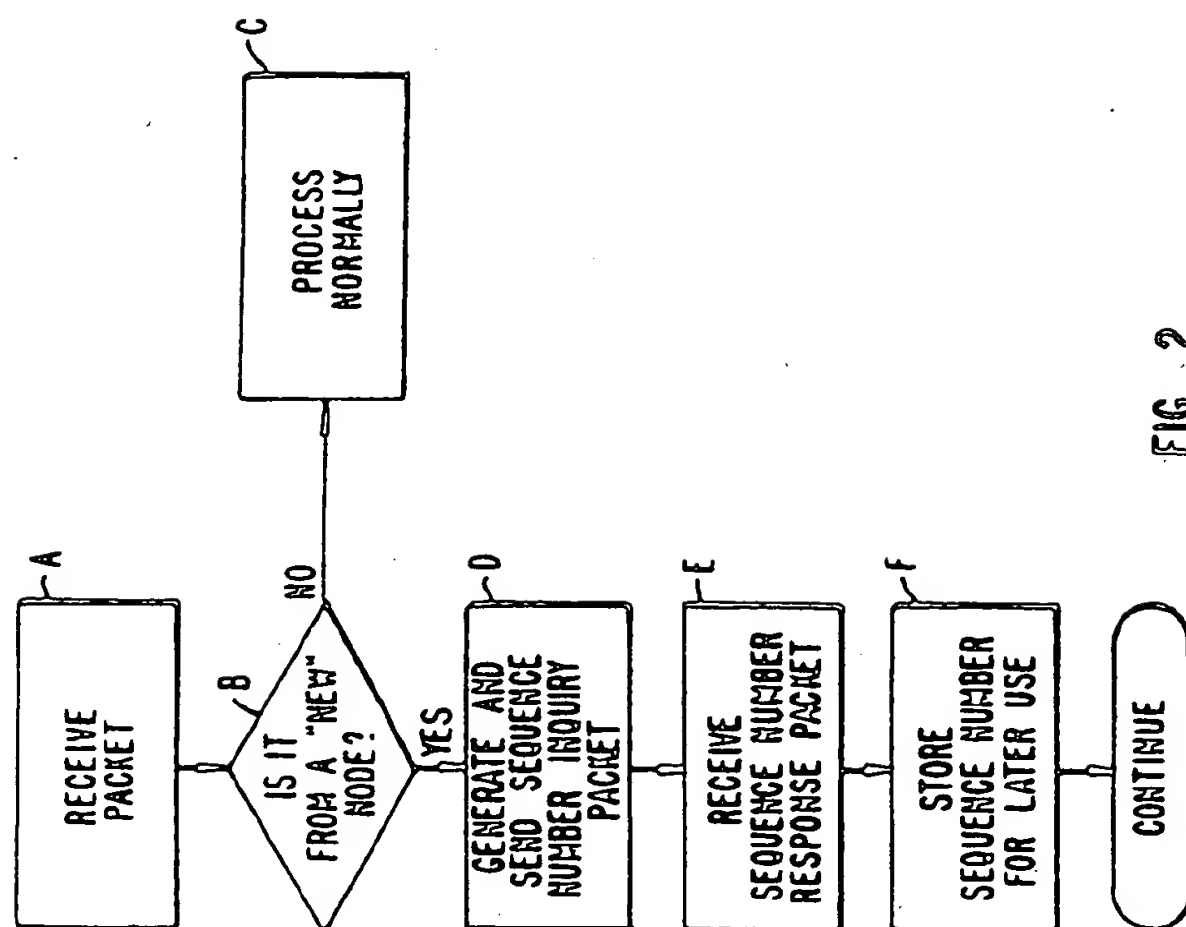 A
RECEIVE
PACKET
B
IS IT
FROM A "NEW"
NODE?
NO
C
PROCESS
NORMALLY
YES
D
GENERATE AND
SEND SEQUENCE
NUMBER INQUIRY
PACKET
E
RECEIVE
SEQUENCE NUMBER
RESPONSE PACKET
F
STORE
SEQUENCE NUMBER
FOR LATER USE
CONTINUE
FIG. 2